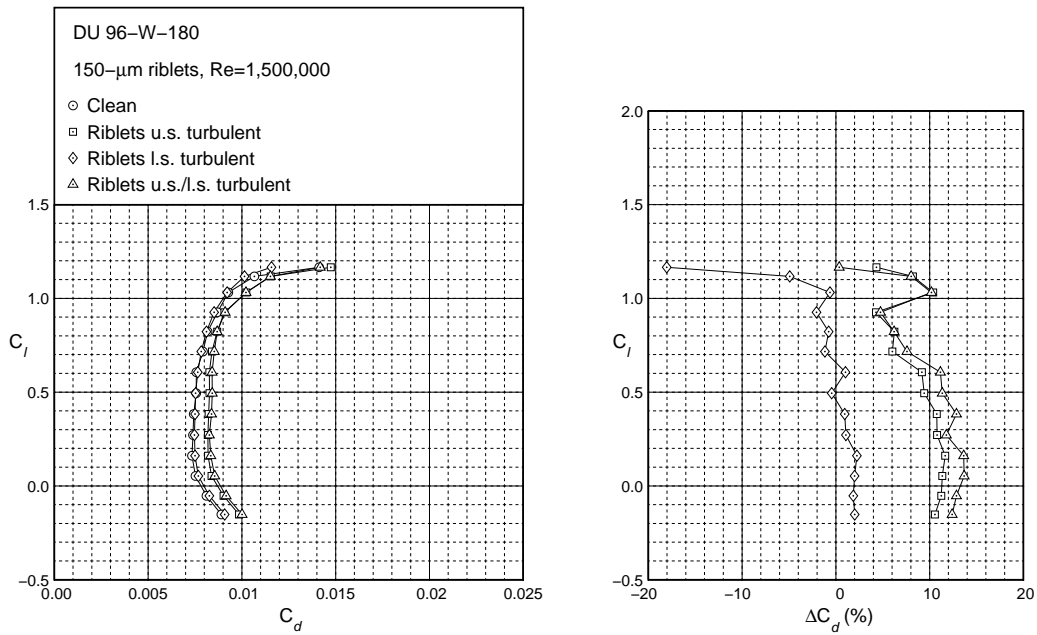 DU 96−W−180
150−μm riblets, Re=1,500,000
Clean
Riblets u.s. turbulent
Riblets l.s. turbulent
Riblets u.s./l.s. turbulent
1.5
1.0
0.5
0.0
−0.5
C_l
0.00
0.005
0.01
0.015
0.02
0.025
C_d
2.0
1.5
1.0
0.5
0.0
−0.5
C_l
−20
−10
0
10
20
ΔC_d (%)